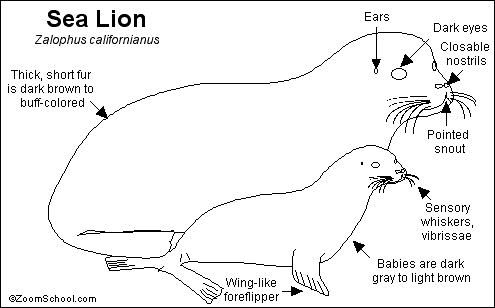 Sea Lion
Zalophus californianus
Ears
Dark eyes
Closable
nostrils
Thick, short fur
is dark brown to
buff-colored
Pointed
snout
Sensory
whiskers,
vibrissae
Babies are dark
gray to light brown
Wing-like
foreflipper
©ZoomSchool.com